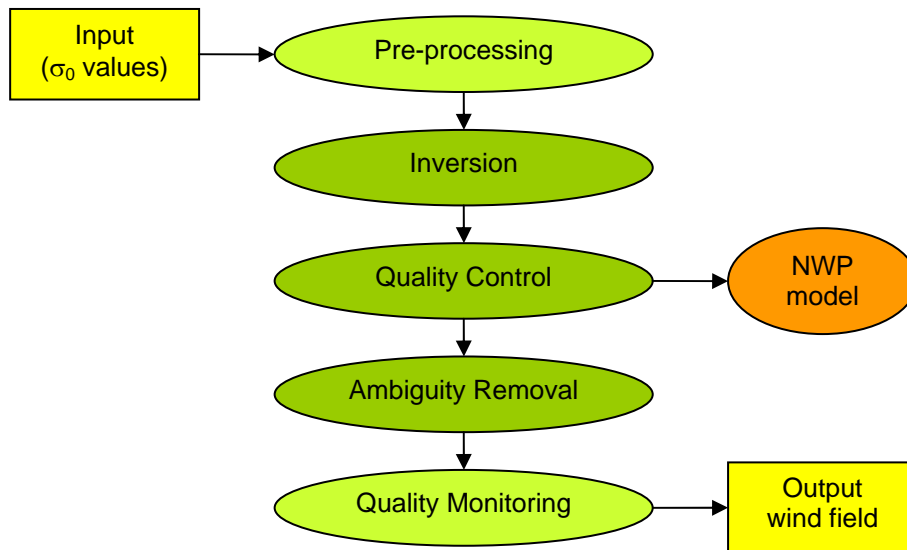 Input
(σ₀ values)
Pre-processing
Inversion
Quality Control
NWP
model
Ambiguity Removal
Quality Monitoring
Output
wind field